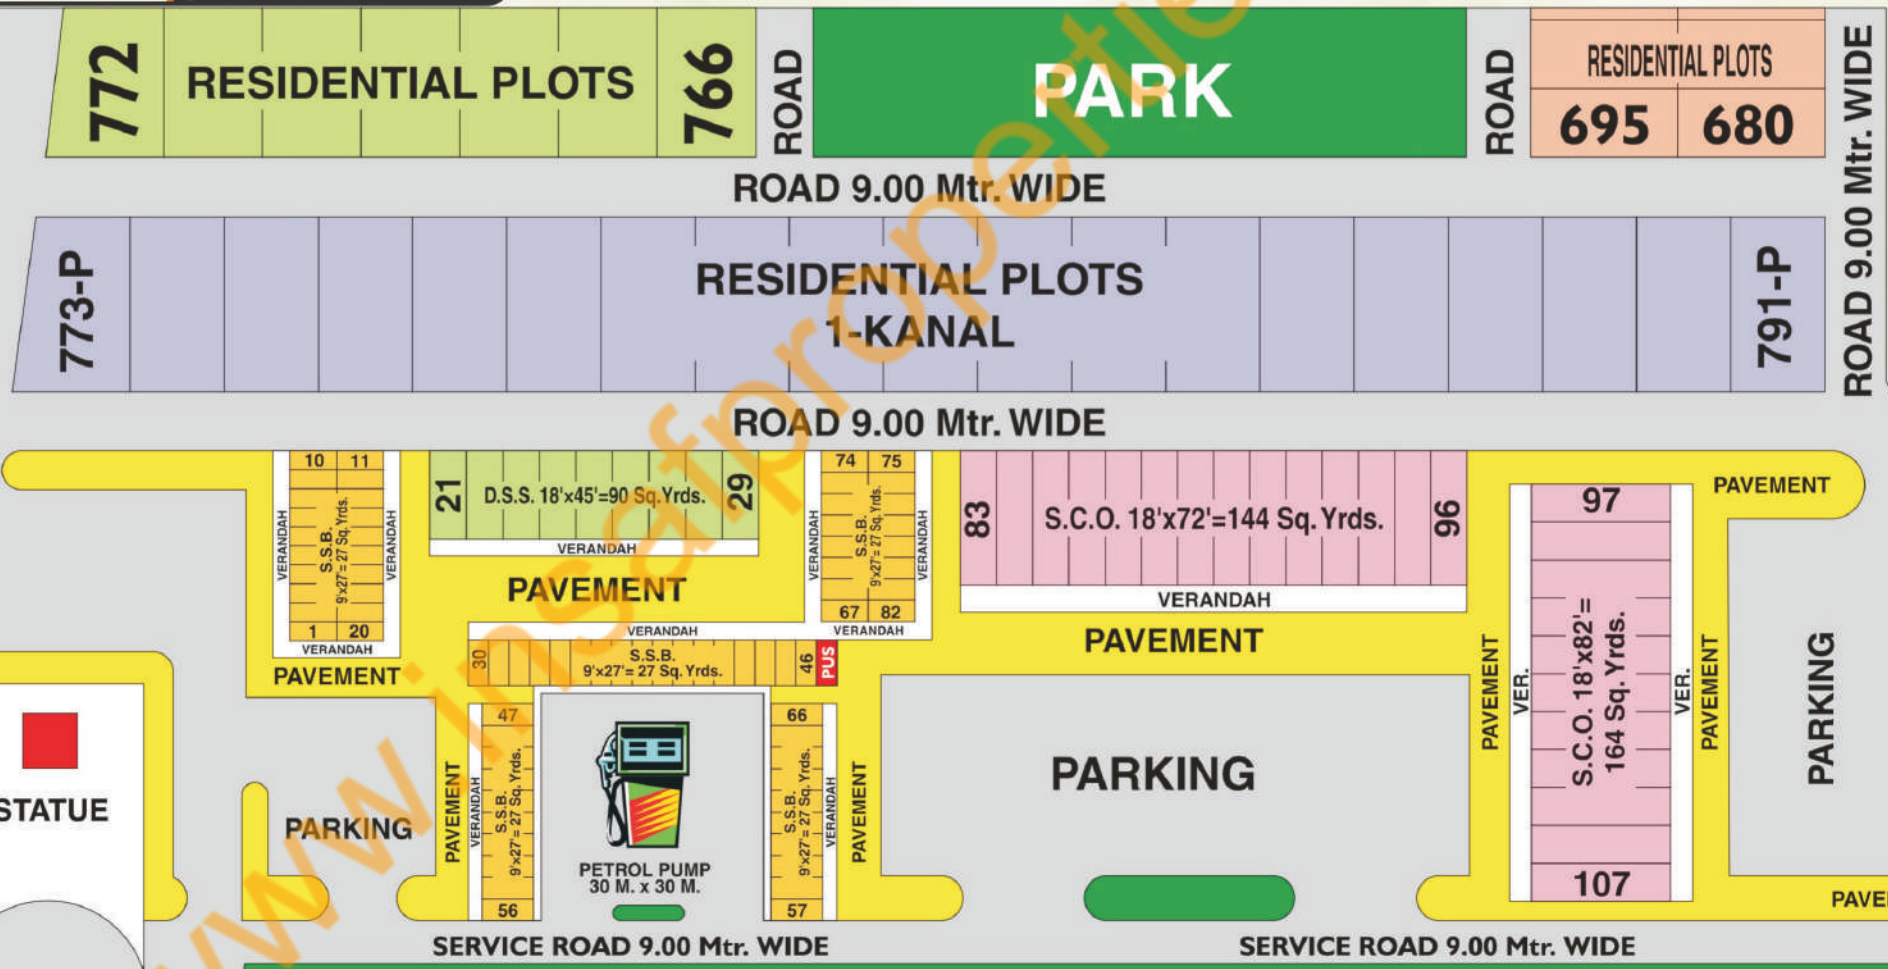 772
RESIDENTIAL PLOTS
766
ROAD
PARK
ROAD
RESIDENTIAL PLOTS
695
680
ROAD 9.00 Mtr. WIDE
ROAD 9.00 Mtr. WIDE
773-P
RESIDENTIAL PLOTS
1-KANAL
791-P
ROAD 9.00 Mtr. WIDE
10
11
VERANDAH
S.S.B.
9'x27'= 27 Sq. Yrds.
VERANDAH
1
20
VERANDAH
PAVEMENT
21
D.S.S. 18'x45'=90 Sq.Yrds.
29
VERANDAH
PAVEMENT
74
75
VERANDAH
S.S.B.
9'x27'= 27 Sq. Yrds.
VERANDAH
67
82
VERANDAH
83
S.C.O. 18'x72'=144 Sq. Yrds.
96
VERANDAH
PAVEMENT
PAVEMENT
97
PAVEMENT
VER.
S.C.O. 18'x82'=
164 Sq. Yrds.
VER.
PAVEMENT
107
PARKING
PAVE
VERANDAH
30
S.S.B.
9'x27'= 27 Sq. Yrds.
46
PUS
STATUE
PARKING
PAVEMENT
VERANDAH
47
S.S.B.
9'x27'= 27 Sq. Yrds.
56
PETROL PUMP
30 M. x 30 M.
66
S.S.B.
9'x27'= 27 Sq. Yrds.
57
VERANDAH
PAVEMENT
PARKING
SERVICE ROAD 9.00 Mtr. WIDE
SERVICE ROAD 9.00 Mtr. WIDE
www.insafpropertie